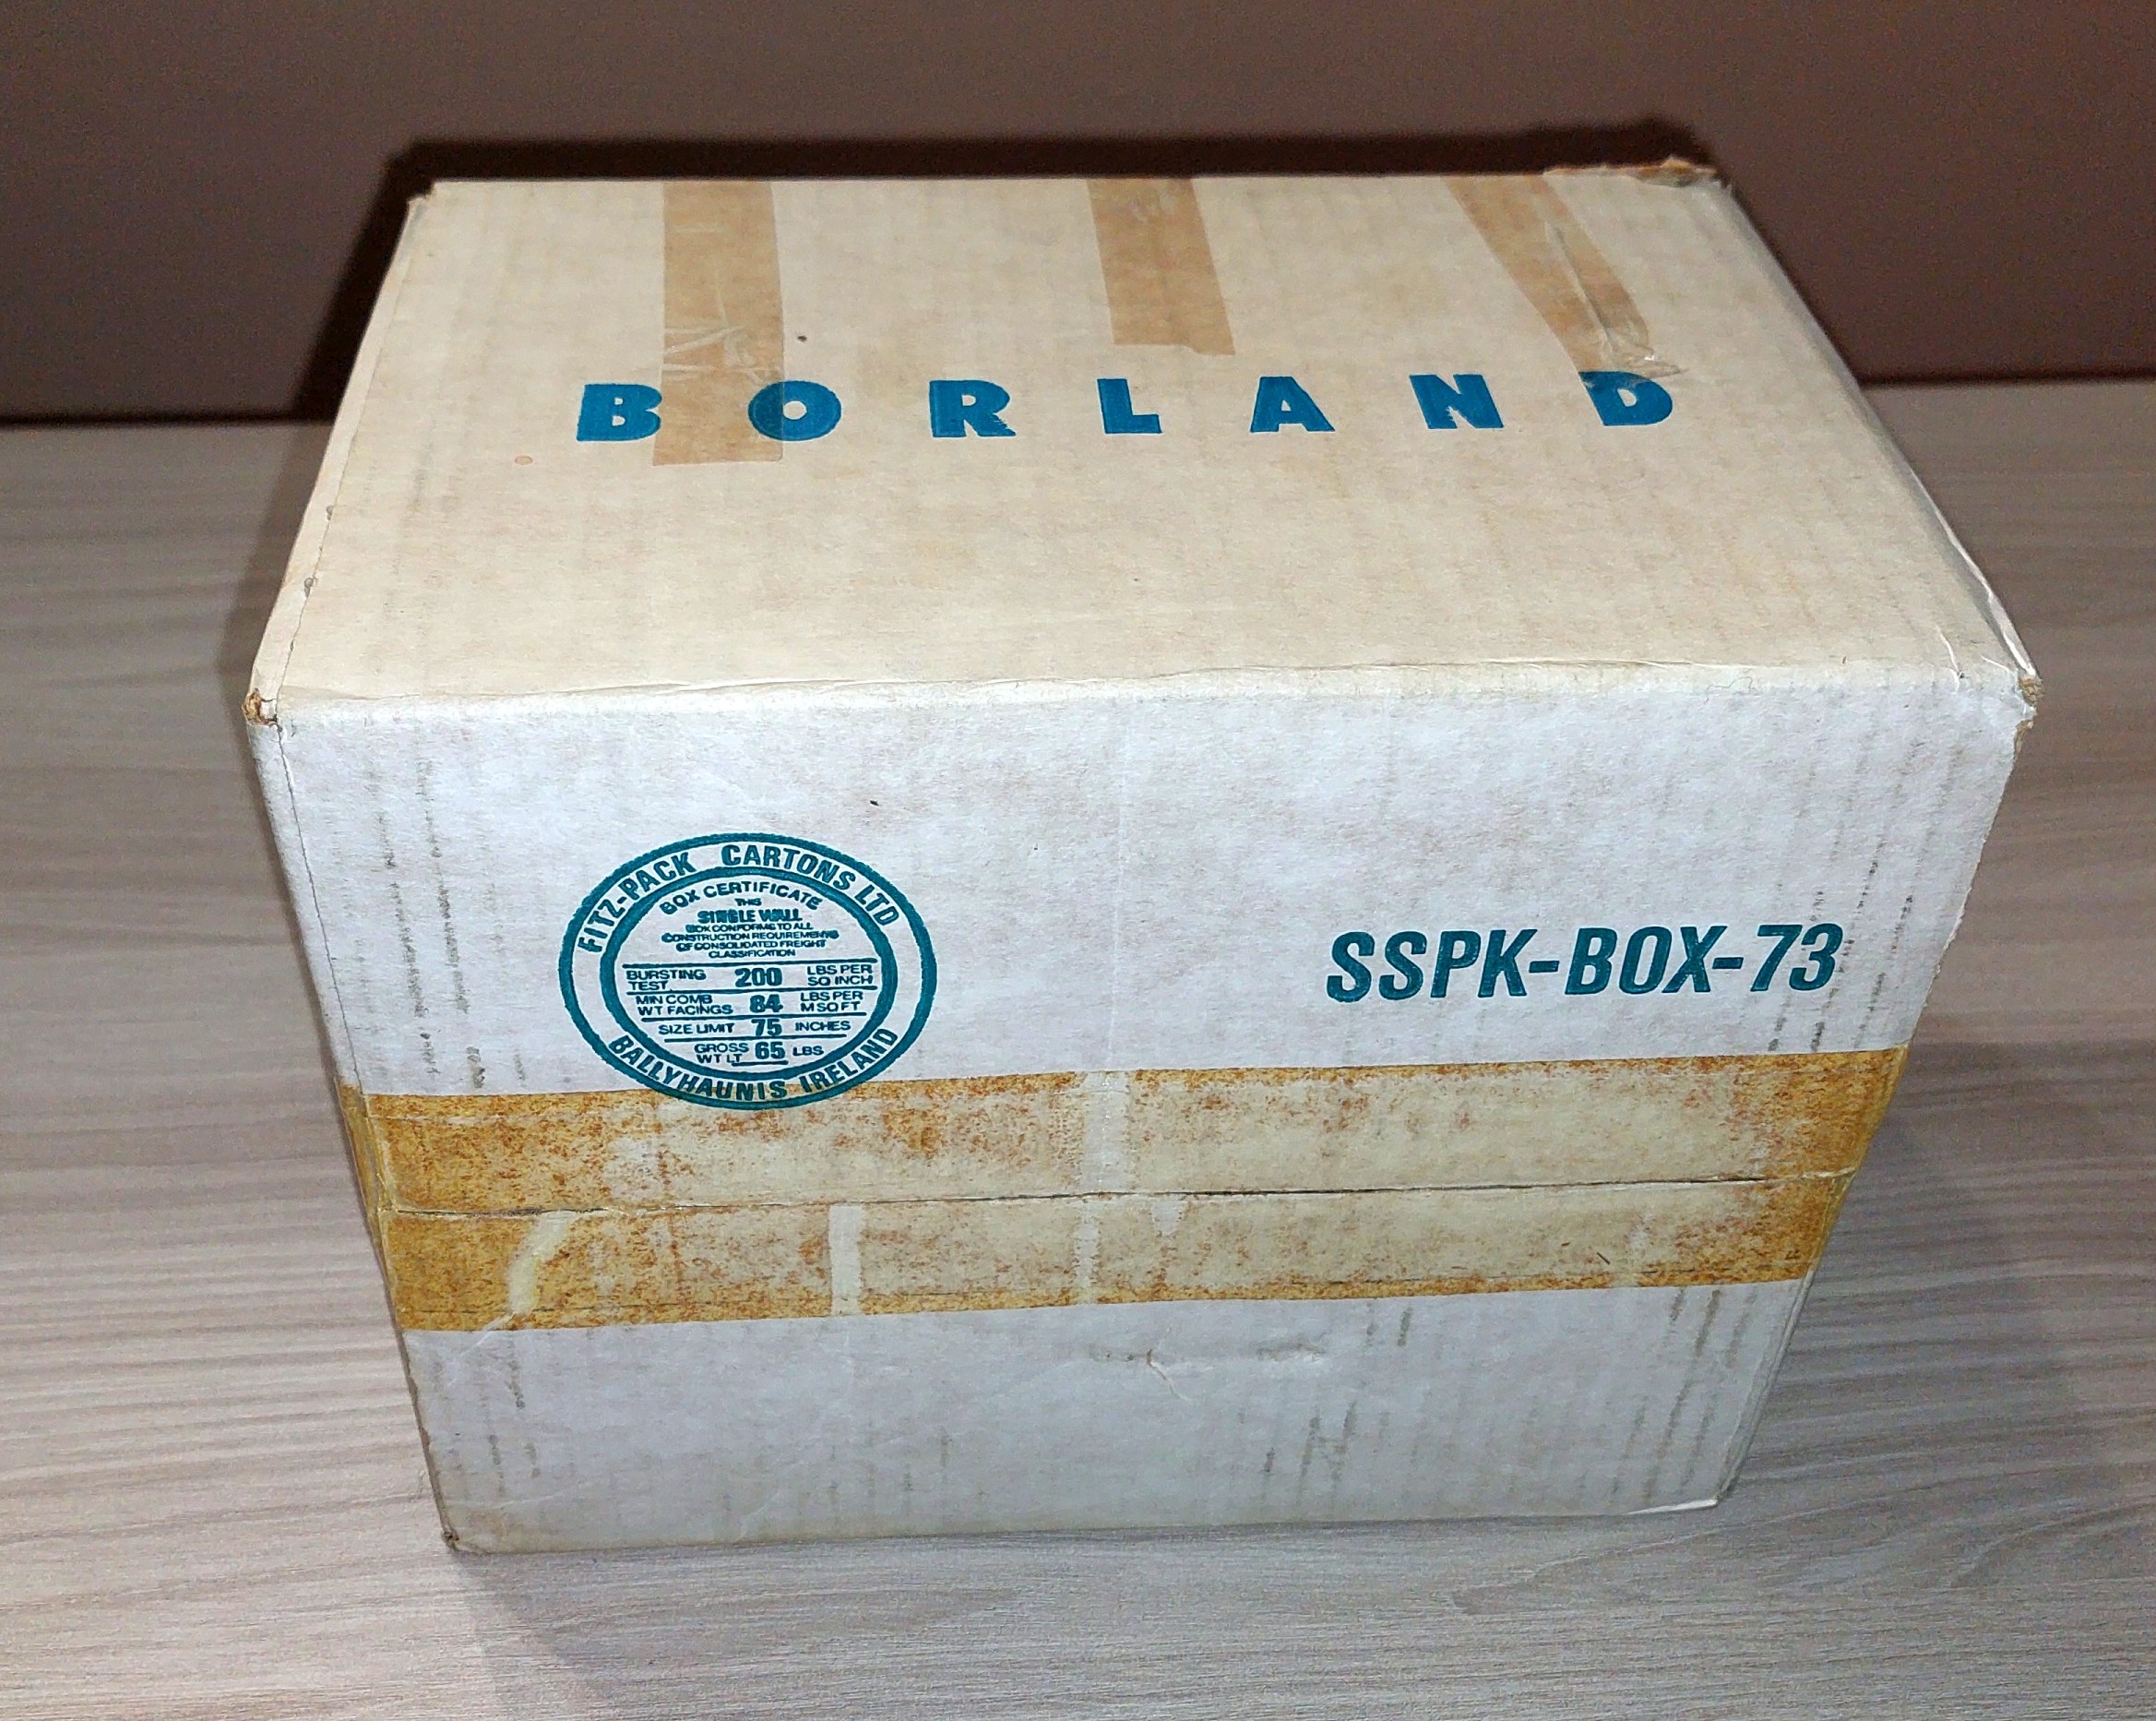 BORLAND
FITZ-PACK CARTONS LTD
BOX CERTIFICATE
THIS
SINGLE WALL
BOX CONFORMS TO ALL
CONSTRUCTION REQUIREMENTS
OF CONSOLIDATED FREIGHT
CLASSIFICATION
BURSTING TEST 200 LBS PER SQ INCH
MIN COMB WT FACINGS 84 LBS PER M SQ FT
SIZE LIMIT 75 INCHES
GROSS WT LT 65 LBS
BALLYHAUNIS IRELAND
SSPK-BOX-73